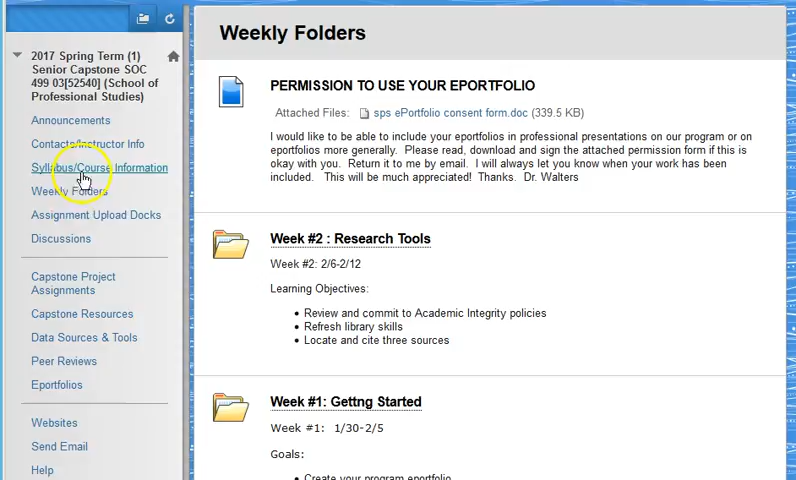 2017 Spring Term (1)
Senior Capstone SOC
499 03[52540] (School of
Professional Studies)
Announcements
Contacts/Instructor Info
Syllabus/Course Information
Weekly Folders
Assignment Upload Docks
Discussions
Capstone Project
Assignments
Capstone Resources
Data Sources & Tools
Peer Reviews
Eportfolios
Websites
Send Email
Help
Weekly Folders
PERMISSION TO USE YOUR EPORTFOLIO
Attached Files: sps ePortfolio consent form.doc (339.5 KB)
I would like to be able to include your eportfolios in professional presentations on our program or on
eportfolios more generally. Please read, download and sign the attached permission form if this is
okay with you. Return it to me by email. I will always let you know when your work has been
included. This will be much appreciated! Thanks. Dr. Walters
Week #2 : Research Tools
Week #2: 2/6-2/12
Learning Objectives:
• Review and commit to Academic Integrity policies
• Refresh library skills
• Locate and cite three sources
Week #1: Gettng Started
Week #1: 1/30-2/5
Goals:
• Create your program eportfolio